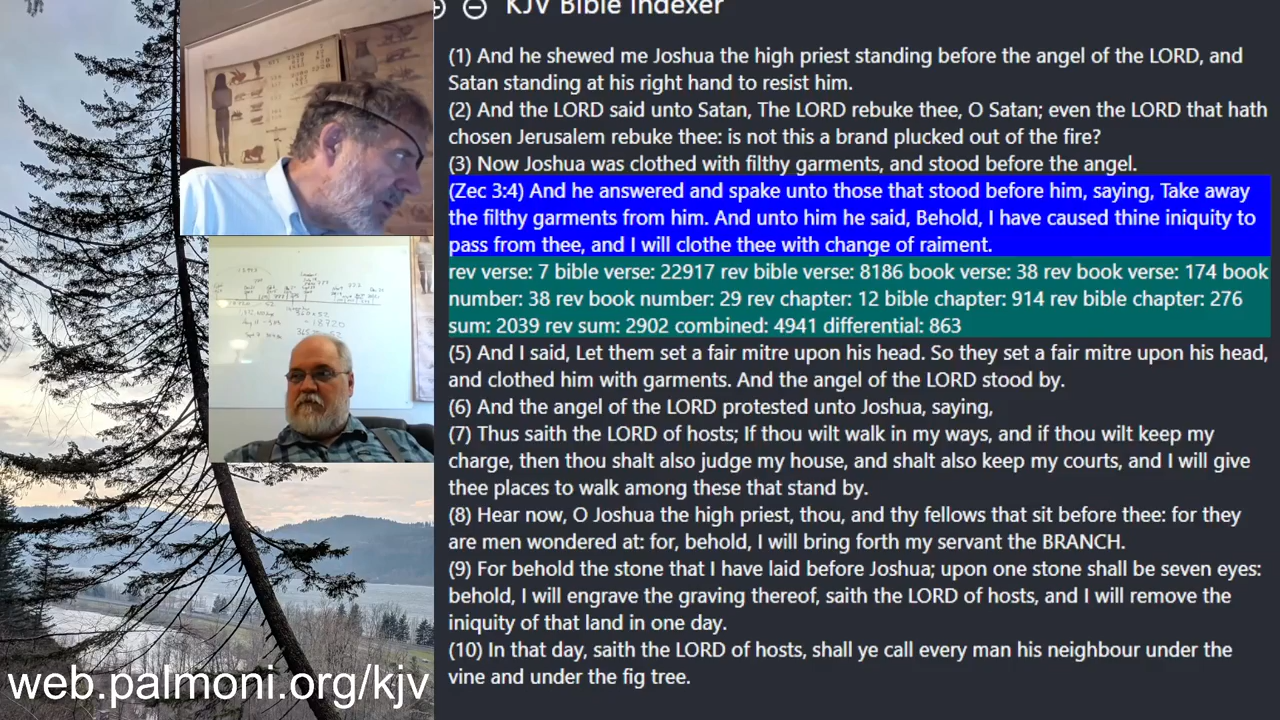 KJV Bible Indexer
(1) And he shewed me Joshua the high priest standing before the angel of the LORD, and
Satan standing at his right hand to resist him.
(2) And the LORD said unto Satan, The LORD rebuke thee, O Satan; even the LORD that hath
chosen Jerusalem rebuke thee: is not this a brand plucked out of the fire?
(3) Now Joshua was clothed with filthy garments, and stood before the angel.
(Zec 3:4) And he answered and spake unto those that stood before him, saying, Take away
the filthy garments from him. And unto him he said, Behold, I have caused thine iniquity to
pass from thee, and I will clothe thee with change of raiment.
rev verse: 7 bible verse: 22917 rev bible verse: 8186 book verse: 38 rev book verse: 174 book
number: 38 rev book number: 29 rev chapter: 12 bible chapter: 914 rev bible chapter: 276
sum: 2039 rev sum: 2902 combined: 4941 differential: 863
(5) And I said, Let them set a fair mitre upon his head. So they set a fair mitre upon his head,
and clothed him with garments. And the angel of the LORD stood by.
(6) And the angel of the LORD protested unto Joshua, saying,
(7) Thus saith the LORD of hosts; If thou wilt walk in my ways, and if thou wilt keep my
charge, then thou shalt also judge my house, and shalt also keep my courts, and I will give
thee places to walk among these that stand by.
(8) Hear now, O Joshua the high priest, thou, and thy fellows that sit before thee: for they
are men wondered at: for, behold, I will bring forth my servant the BRANCH.
(9) For behold the stone that I have laid before Joshua; upon one stone shall be seven eyes:
behold, I will engrave the graving thereof, saith the LORD of hosts, and I will remove the
iniquity of that land in one day.
(10) In that day, saith the LORD of hosts, shall ye call every man his neighbour under the
vine and under the fig tree.
web.palmoni.org/kjv